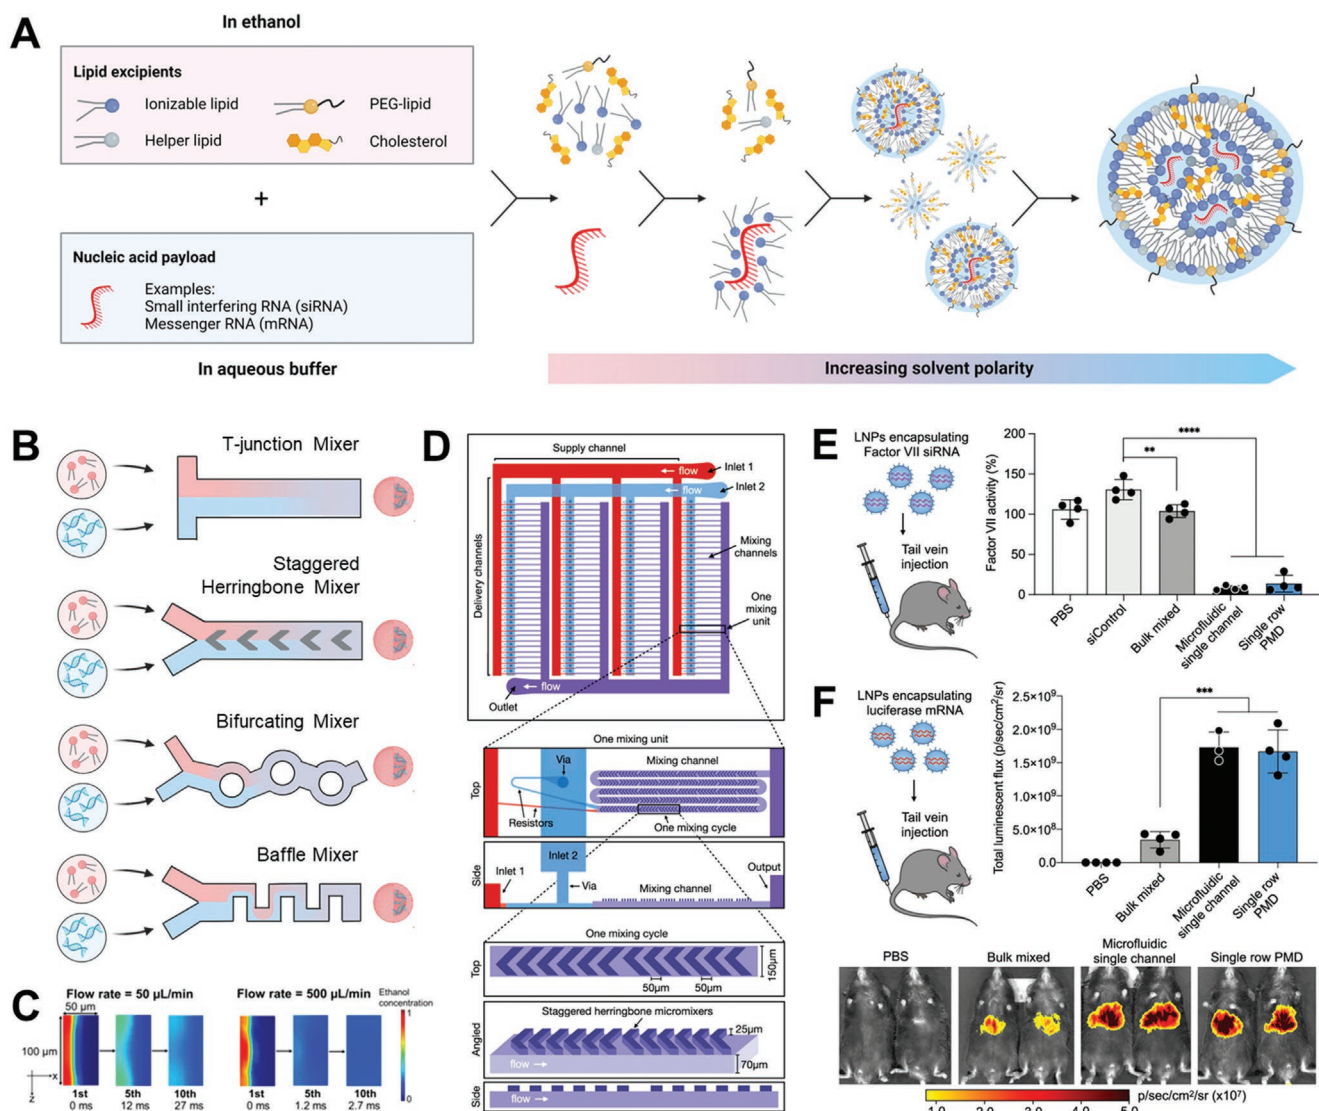 A
In ethanol
Lipid excipients
Ionizable lipid
PEG-lipid
Helper lipid
Cholesterol
+
Nucleic acid payload
Examples:
Small interfering RNA (siRNA)
Messenger RNA (mRNA)
In aqueous buffer
Increasing solvent polarity
B
T-junction Mixer
Staggered
Herringbone Mixer
Bifurcating Mixer
Baffle Mixer
C
Flow rate = 50 µL/min
Flow rate = 500 µL/min
Ethanol
concentration
50 µm
100 µm
x
z
1
0
1st
5th
10th
1st
5th
10th
0 ms
12 ms
27 ms
0 ms
1.2 ms
2.7 ms
D
Supply channel
flow
Inlet 1
flow
Inlet 2
Delivery channels
Mixing
channels
One
mixing
unit
flow
Outlet
One mixing unit
Top
Via
Mixing channel
Resistors
One mixing cycle
Side
Inlet 1
Inlet 2
Via
Mixing channel
Output
One mixing cycle
Top
50µm
50µm
150µm
Staggered herringbone micromixers
Angled
25µm
flow
70µm
Side
flow
E
LNPs encapsulating
Factor VII siRNA
Tail vein
injection
Factor VII activity (%)
200
150
100
50
0
**
****
PBS
siControl
Bulk mixed
Microfluidic
single channel
Single row
PMD
F
LNPs encapsulating
luciferase mRNA
Tail vein
injection
Total luminescent flux (p/sec/cm²/sr)
2.5×10⁹
2.0×10⁹
1.5×10⁹
1.0×10⁹
5.0×10⁸
0.0
***
PBS
Bulk mixed
Microfluidic
single channel
Single row
PMD
PBS
Bulk mixed
Microfluidic
single channel
Single row PMD
p/sec/cm²/sr (x10⁷)
1.0
2.0
3.0
4.0
5.0